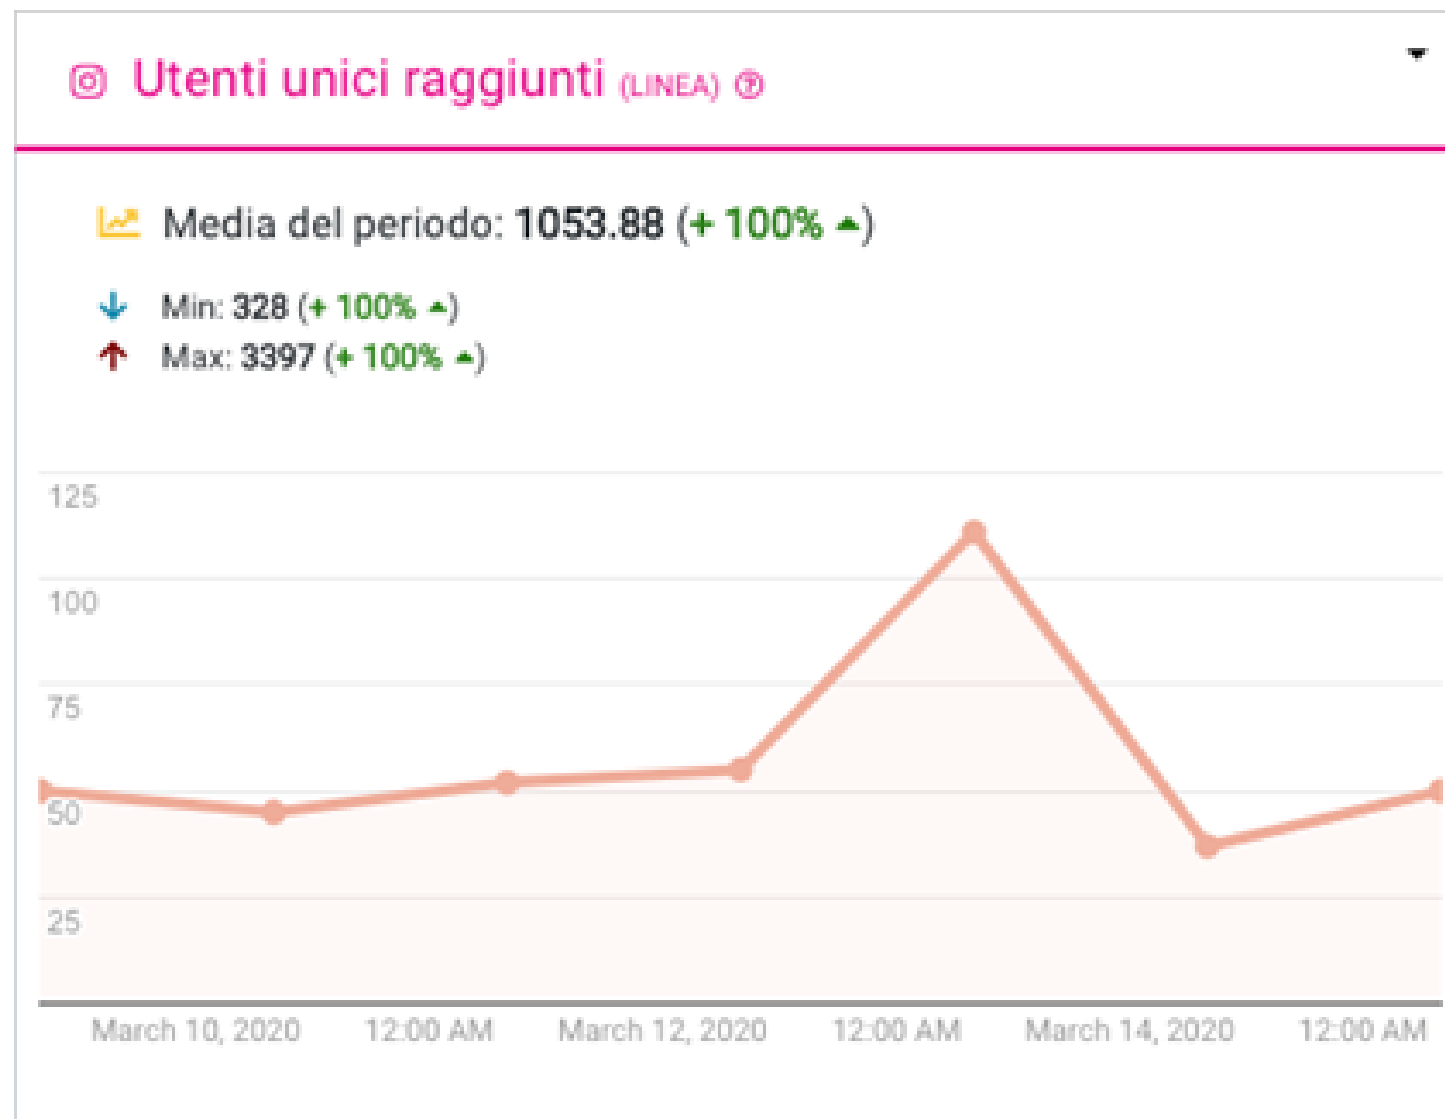 Utenti unici raggiunti (LINEA) ?
Media del periodo: 1053.88 (+ 100% ▲)
Min: 328 (+ 100% ▲)
Max: 3397 (+ 100% ▲)
125
100
75
50
25
March 10, 2020 12:00 AM March 12, 2020 12:00 AM March 14, 2020 12:00 AM